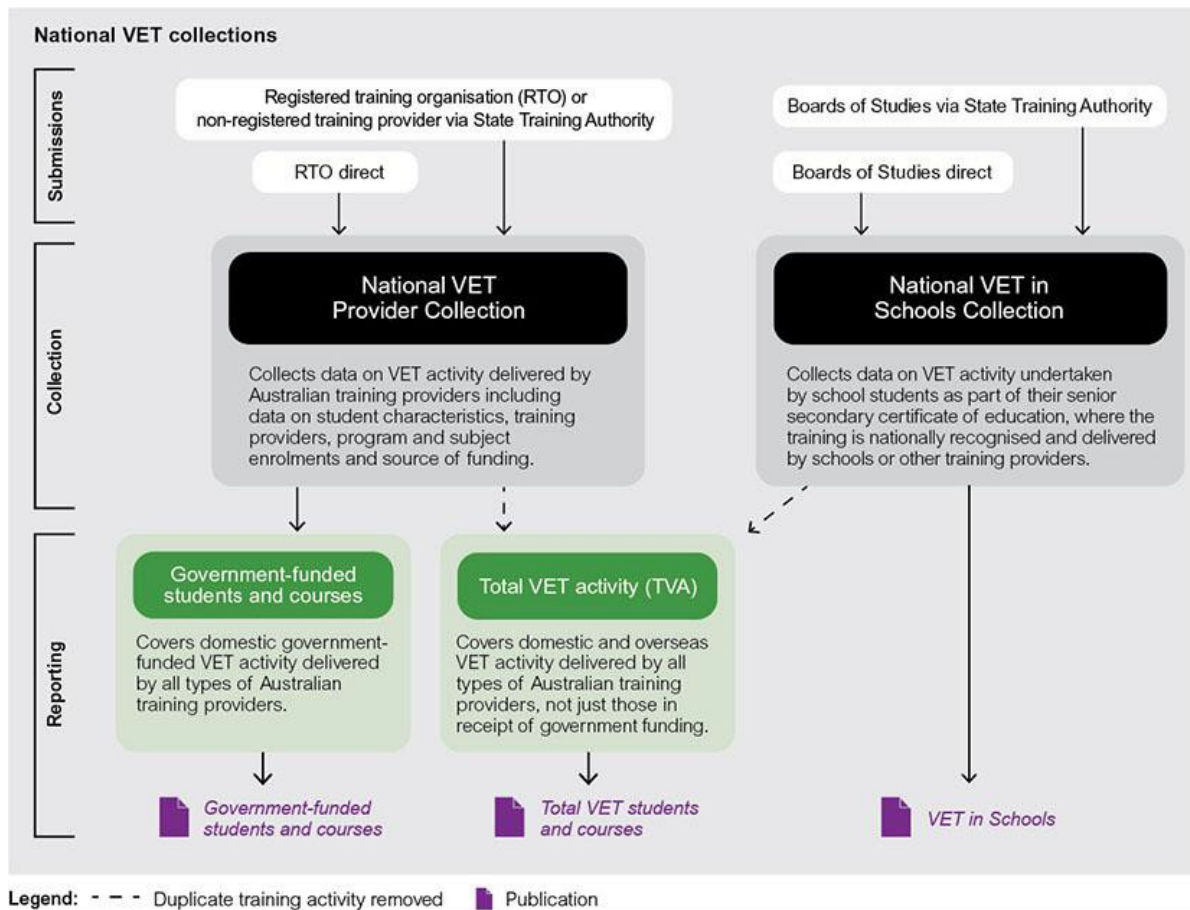 National VET collections
Submissions
Registered training organisation (RTO) or
non-registered training provider via State Training Authority
RTO direct
Boards of Studies via State Training Authority
Boards of Studies direct
Collection
National VET
Provider Collection
Collects data on VET activity delivered by
Australian training providers including
data on student characteristics, training
providers, program and subject
enrolments and source of funding.
National VET in
Schools Collection
Collects data on VET activity undertaken
by school students as part of their senior
secondary certificate of education, where the
training is nationally recognised and delivered
by schools or other training providers.
Reporting
Government-funded
students and courses
Covers domestic government-
funded VET activity delivered
by all types of Australian
training providers.
Total VET activity (TVA)
Covers domestic and overseas
VET activity delivered by all
types of Australian training
providers, not just those in
receipt of government funding.
Government-funded
students and courses
Total VET students
and courses
VET in Schools
Legend: - - - Duplicate training activity removed Publication